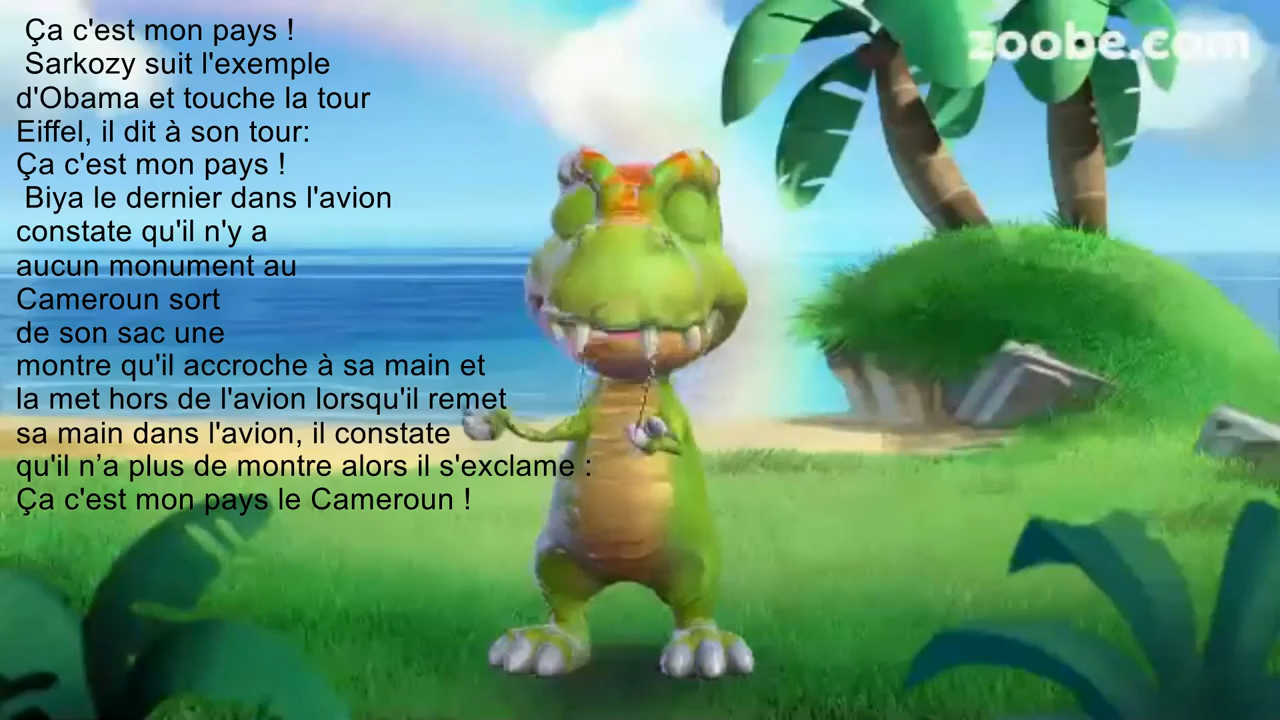 Ça c'est mon pays !
Sarkozy suit l'exemple
d'Obama et touche la tour
Eiffel, il dit à son tour:
Ça c'est mon pays !
Biya le dernier dans l'avion
constate qu'il n'y a
aucun monument au
Cameroun sort
de son sac une
montre qu'il accroche à sa main et
la met hors de l'avion lorsqu'il remet
sa main dans l'avion, il constate
qu'il n’a plus de montre alors il s'exclame :
Ça c'est mon pays le Cameroun !
zoobe.com